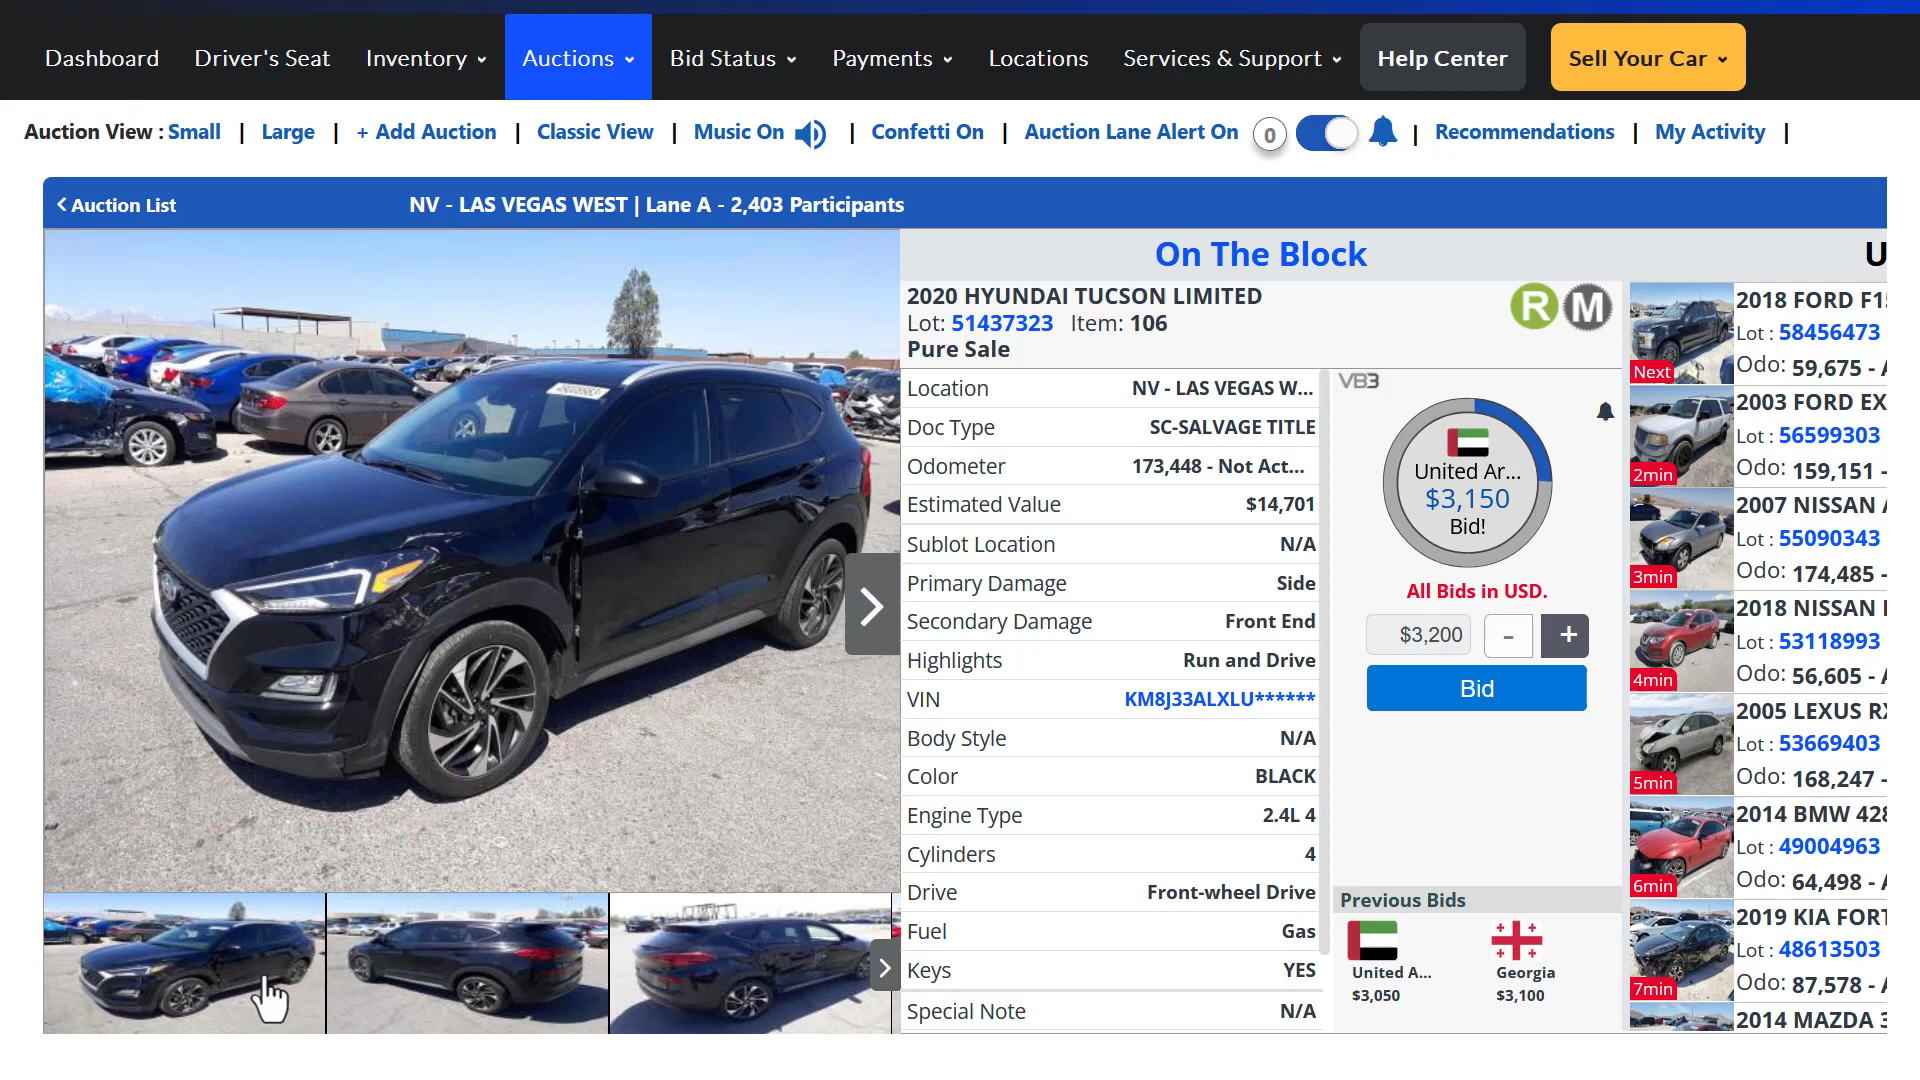 Dashboard Driver's Seat Inventory Auctions Bid Status Payments Locations Services & Support Help Center Sell Your Car
Auction View : Small | Large | + Add Auction | Classic View | Music On | Confetti On | Auction Lane Alert On 0 | Recommendations | My Activity |
Auction List
NV - LAS VEGAS WEST | Lane A - 2,403 Participants
On The Block
2020 HYUNDAI TUCSON LIMITED
Lot: 51437323 Item: 106
Pure Sale
R M
Location NV - LAS VEGAS W...
Doc Type SC-SALVAGE TITLE
Odometer 173,448 - Not Act...
Estimated Value $14,701
Sublot Location N/A
Primary Damage Side
Secondary Damage Front End
Highlights Run and Drive
VIN KM8J33ALXLU******
Body Style N/A
Color BLACK
Engine Type 2.4L 4
Cylinders 4
Drive Front-wheel Drive
Fuel Gas
Keys YES
Special Note N/A
VB3
United Ar...
$3,150
Bid!
All Bids in USD.
$3,200 - +
Bid
Previous Bids
United A...
$3,050
Georgia
$3,100
U
2018 FORD F1
Lot : 58456473
Odo: 59,675 - A
Next
2003 FORD EX
Lot : 56599303
Odo: 159,151 -
2min
2007 NISSAN A
Lot : 55090343
Odo: 174,485 -
3min
2018 NISSAN
Lot : 53118993
Odo: 56,605 - A
4min
2005 LEXUS RX
Lot : 53669403
Odo: 168,247 -
5min
2014 BMW 428
Lot : 49004963
Odo: 64,498 - A
6min
2019 KIA FORT
Lot : 48613503
Odo: 87,578 - A
7min
2014 MAZDA 3